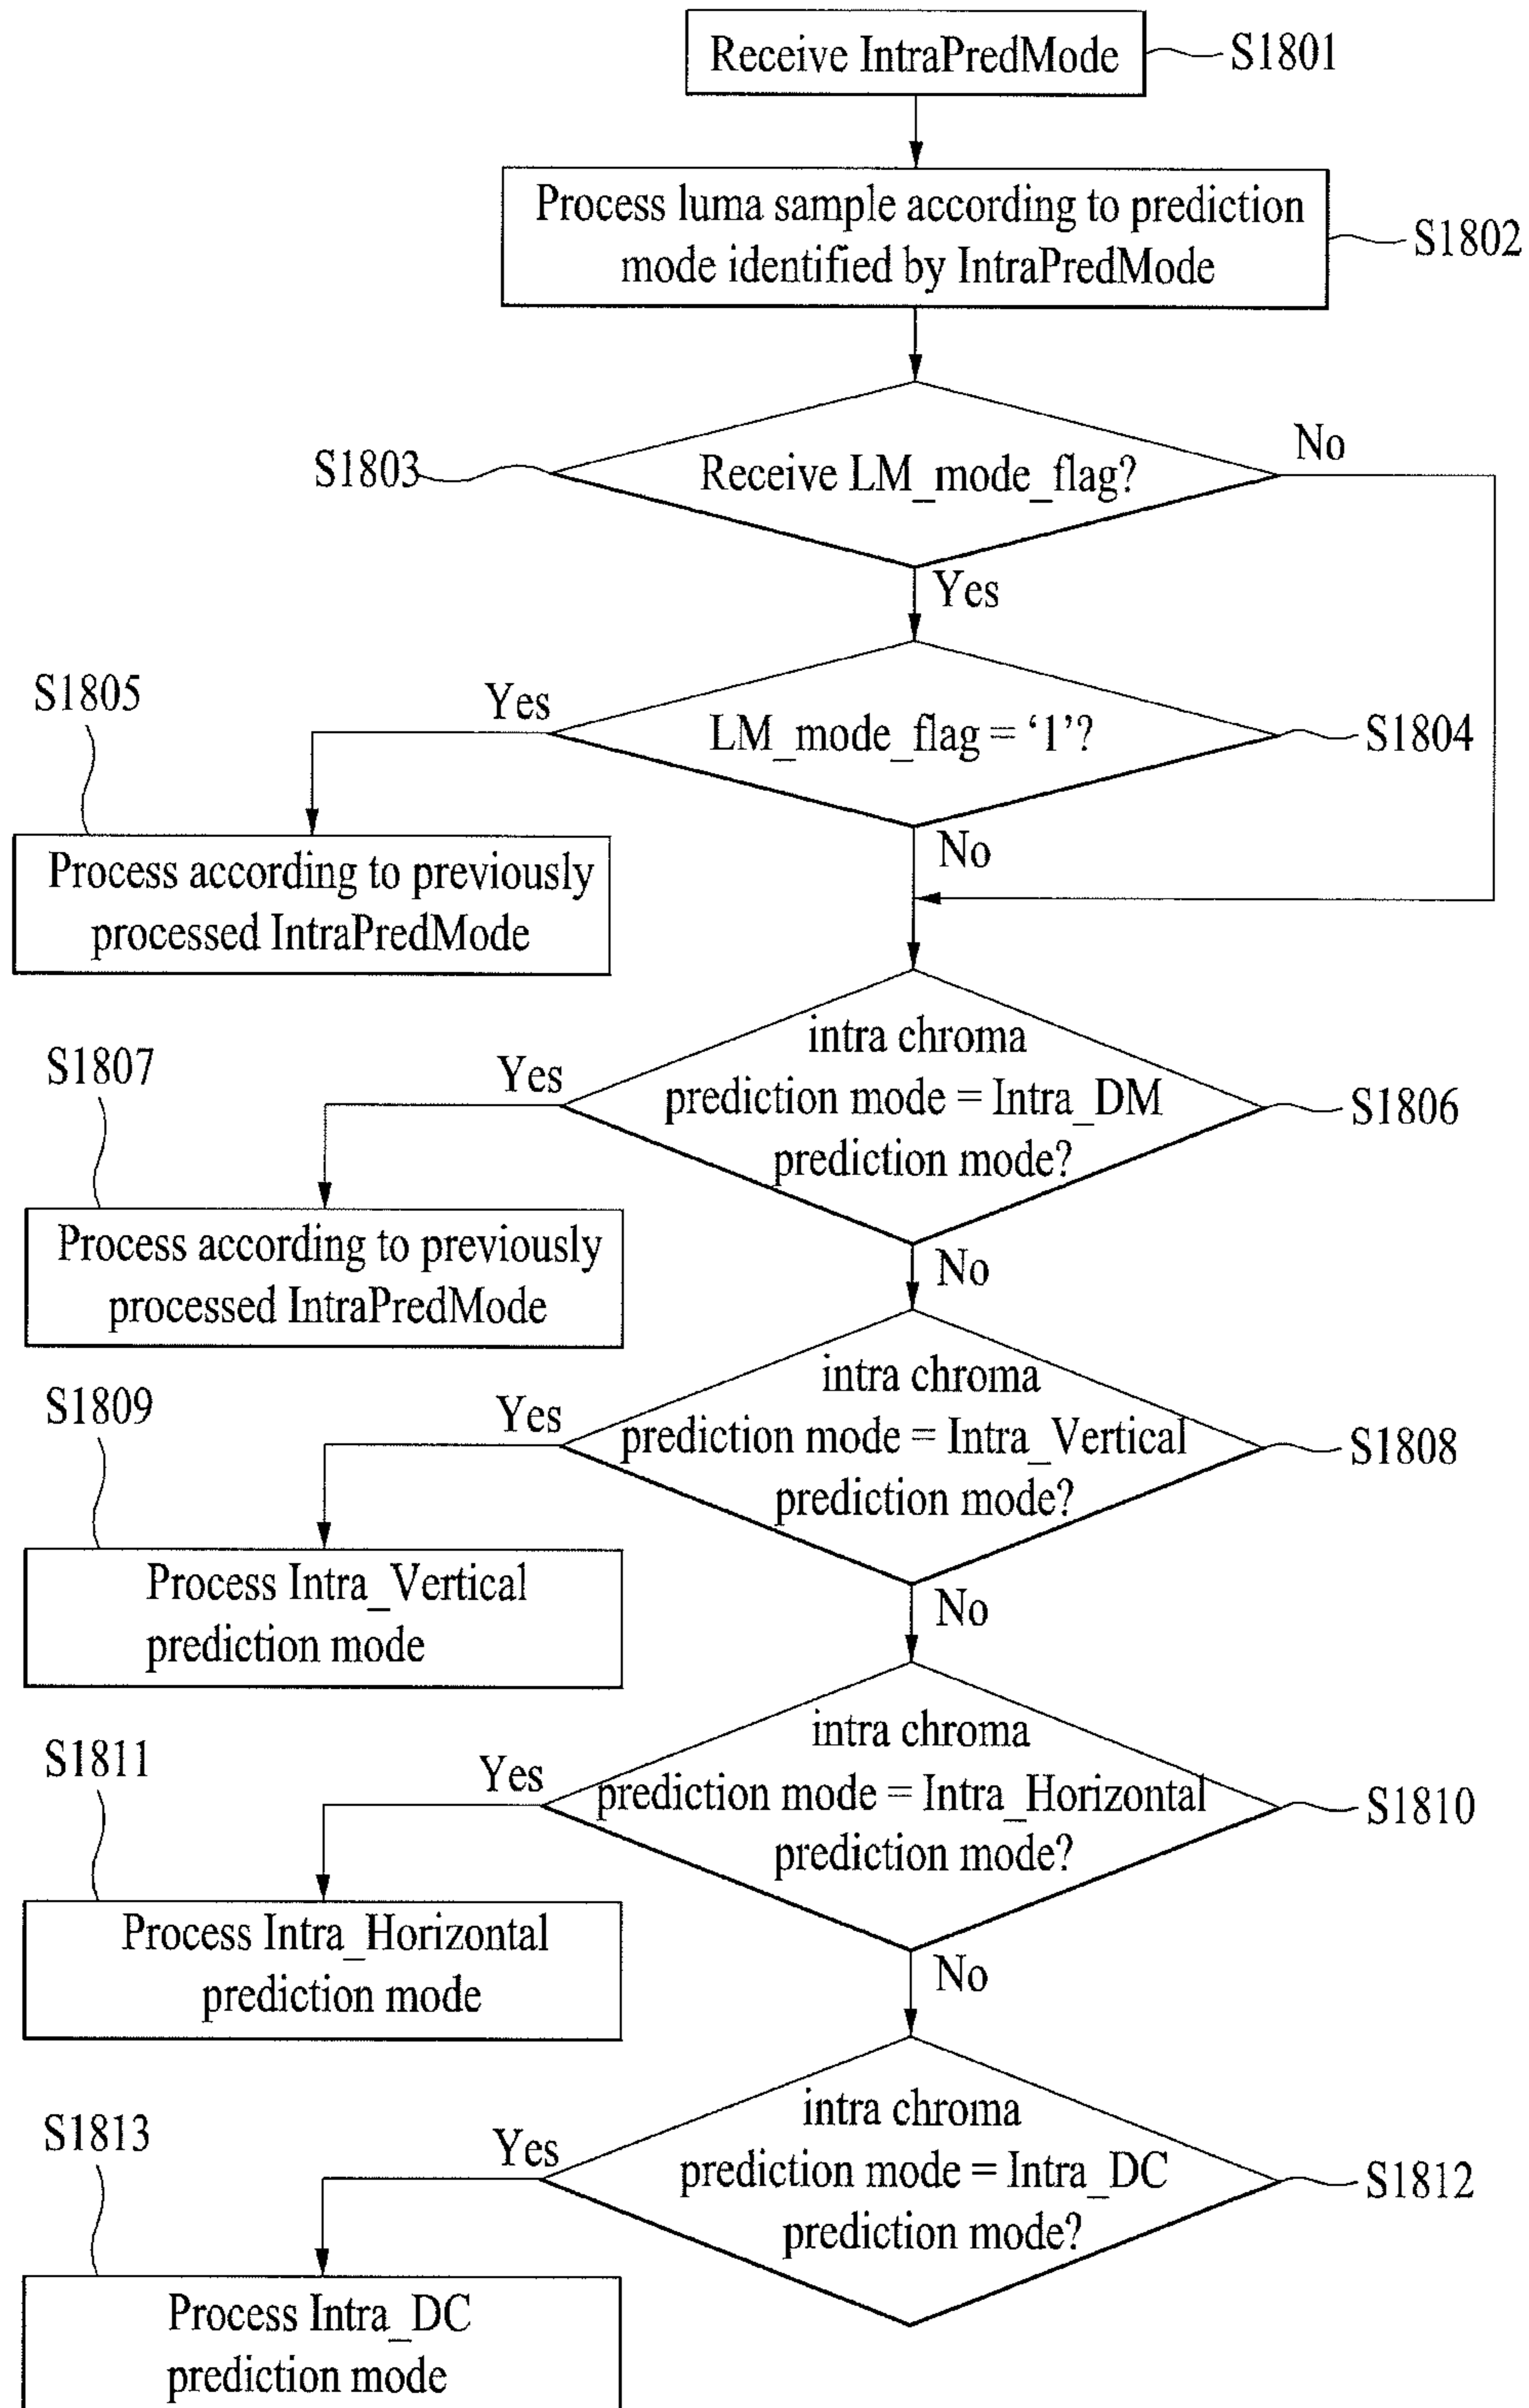 Receive IntraPredMode
S1801
Process luma sample according to prediction
mode identified by IntraPredMode
S1802
S1803
Receive LM_mode_flag?
No
Yes
S1805
Yes
LM_mode_flag = ‘1’?
S1804
No
Process according to previously
processed IntraPredMode
S1807
Yes
intra chroma
prediction mode = Intra_DM
prediction mode?
S1806
No
Process according to previously
processed IntraPredMode
S1809
Yes
intra chroma
prediction mode = Intra_Vertical
prediction mode?
S1808
No
Process Intra_Vertical
prediction mode
S1811
Yes
intra chroma
prediction mode = Intra_Horizontal
prediction mode?
S1810
No
Process Intra_Horizontal
prediction mode
S1813
Yes
intra chroma
prediction mode = Intra_DC
prediction mode?
S1812
Process Intra_DC
prediction mode